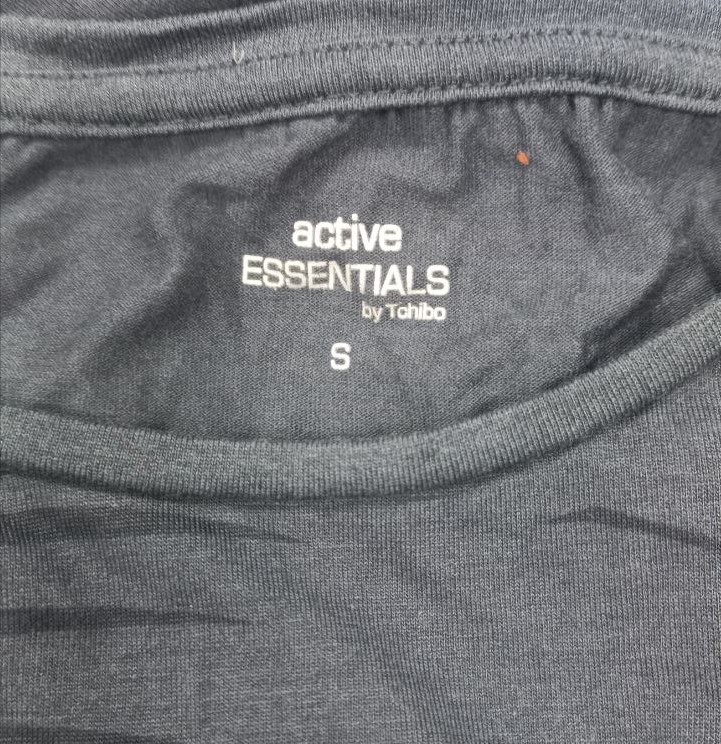 active
ESSENTIALS
by Tchibo
S